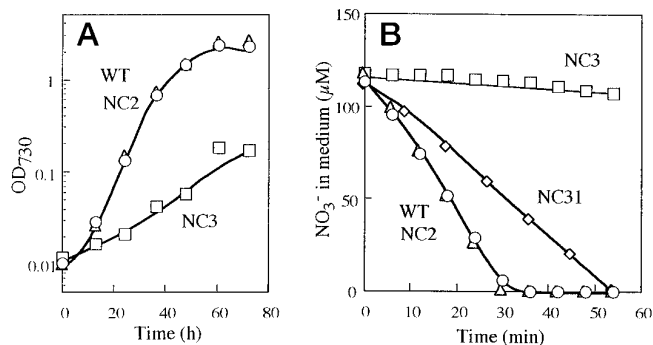 A
OD730
1
0.1
0.01
WT
NC2
NC3
0 20 40 60 80
Time (h)
B
NO3⁻ in medium (µM)
150
100
50
0
NC3
NC31
WT
NC2
0 10 20 30 40 50 60
Time (min)